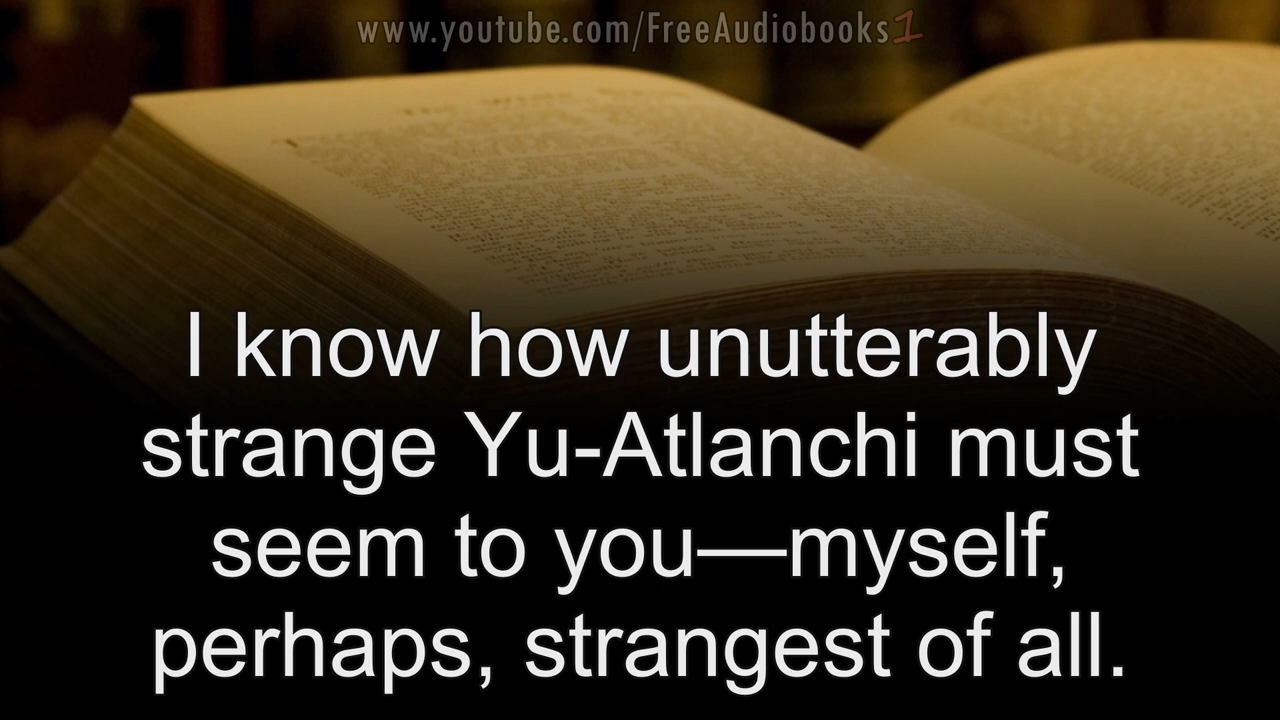 www.youtube.com/FreeAudiobooks1
I know how unutterably
strange Yu-Atlanchi must
seem to you—myself,
perhaps, strangest of all.